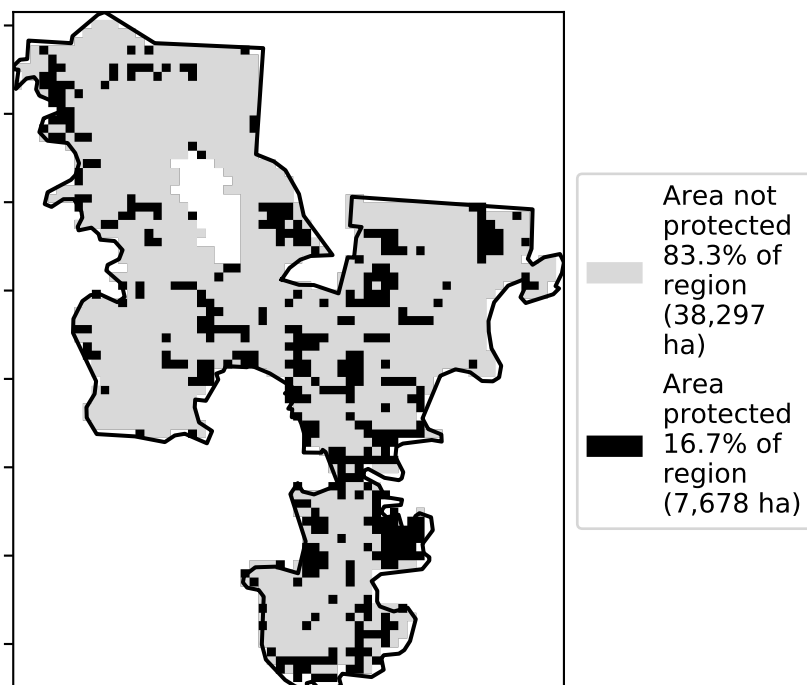 Area not
protected
83.3% of
region
(38,297
ha)
Area
protected
16.7% of
region
(7,678 ha)